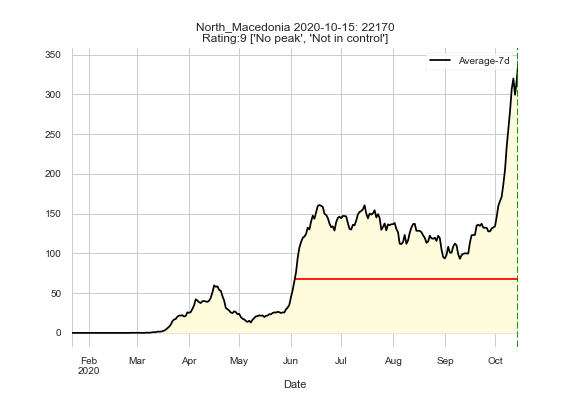 North_Macedonia 2020-10-15: 22170
Rating:9 ['No peak', 'Not in control']
Average-7d
350
300
250
200
150
100
50
0
Feb Mar Apr May Jun Jul Aug Sep Oct
2020
Date